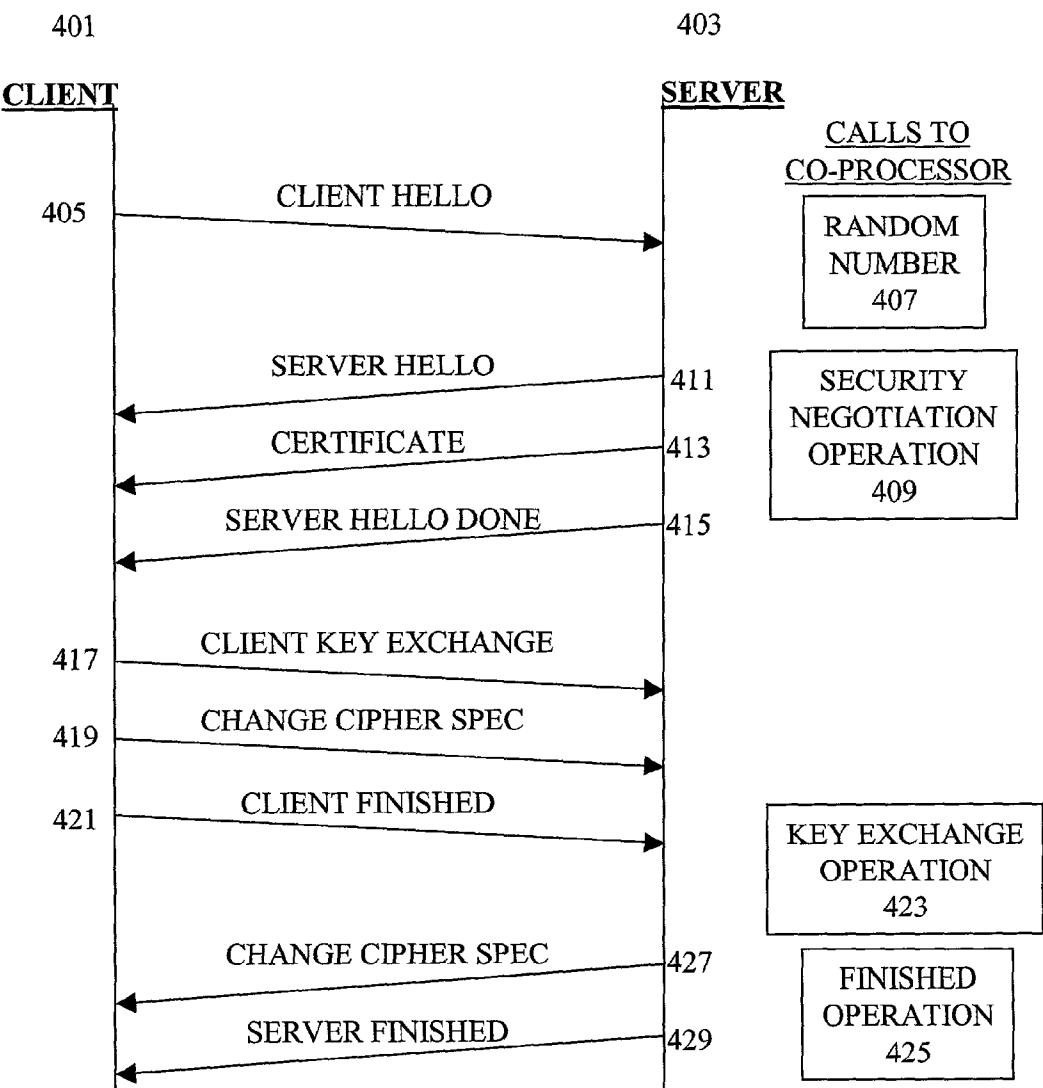 401
403
CLIENT
SERVER
CALLS TO
CO-PROCESSOR
405
CLIENT HELLO
RANDOM
NUMBER
407
SERVER HELLO
411
SECURITY
NEGOTIATION
OPERATION
409
CERTIFICATE
413
SERVER HELLO DONE
415
417
CLIENT KEY EXCHANGE
419
CHANGE CIPHER SPEC
421
CLIENT FINISHED
KEY EXCHANGE
OPERATION
423
CHANGE CIPHER SPEC
427
FINISHED
OPERATION
425
SERVER FINISHED
429